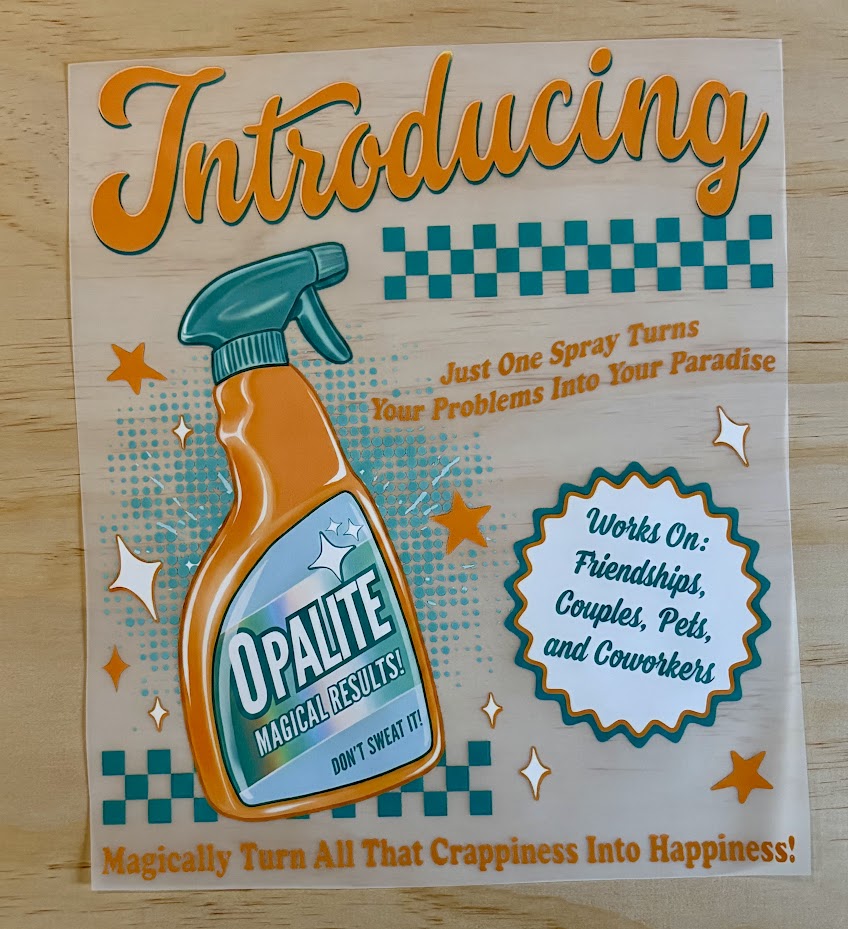 Introducing
Just One Spray Turns
Your Problems Into Your Paradise
Works On:
Friendships,
Couples, Pets,
and Coworkers
OPALITE
MAGICAL RESULTS!
DON'T SWEAT IT!
Magically Turn All That Crappiness Into Happiness!